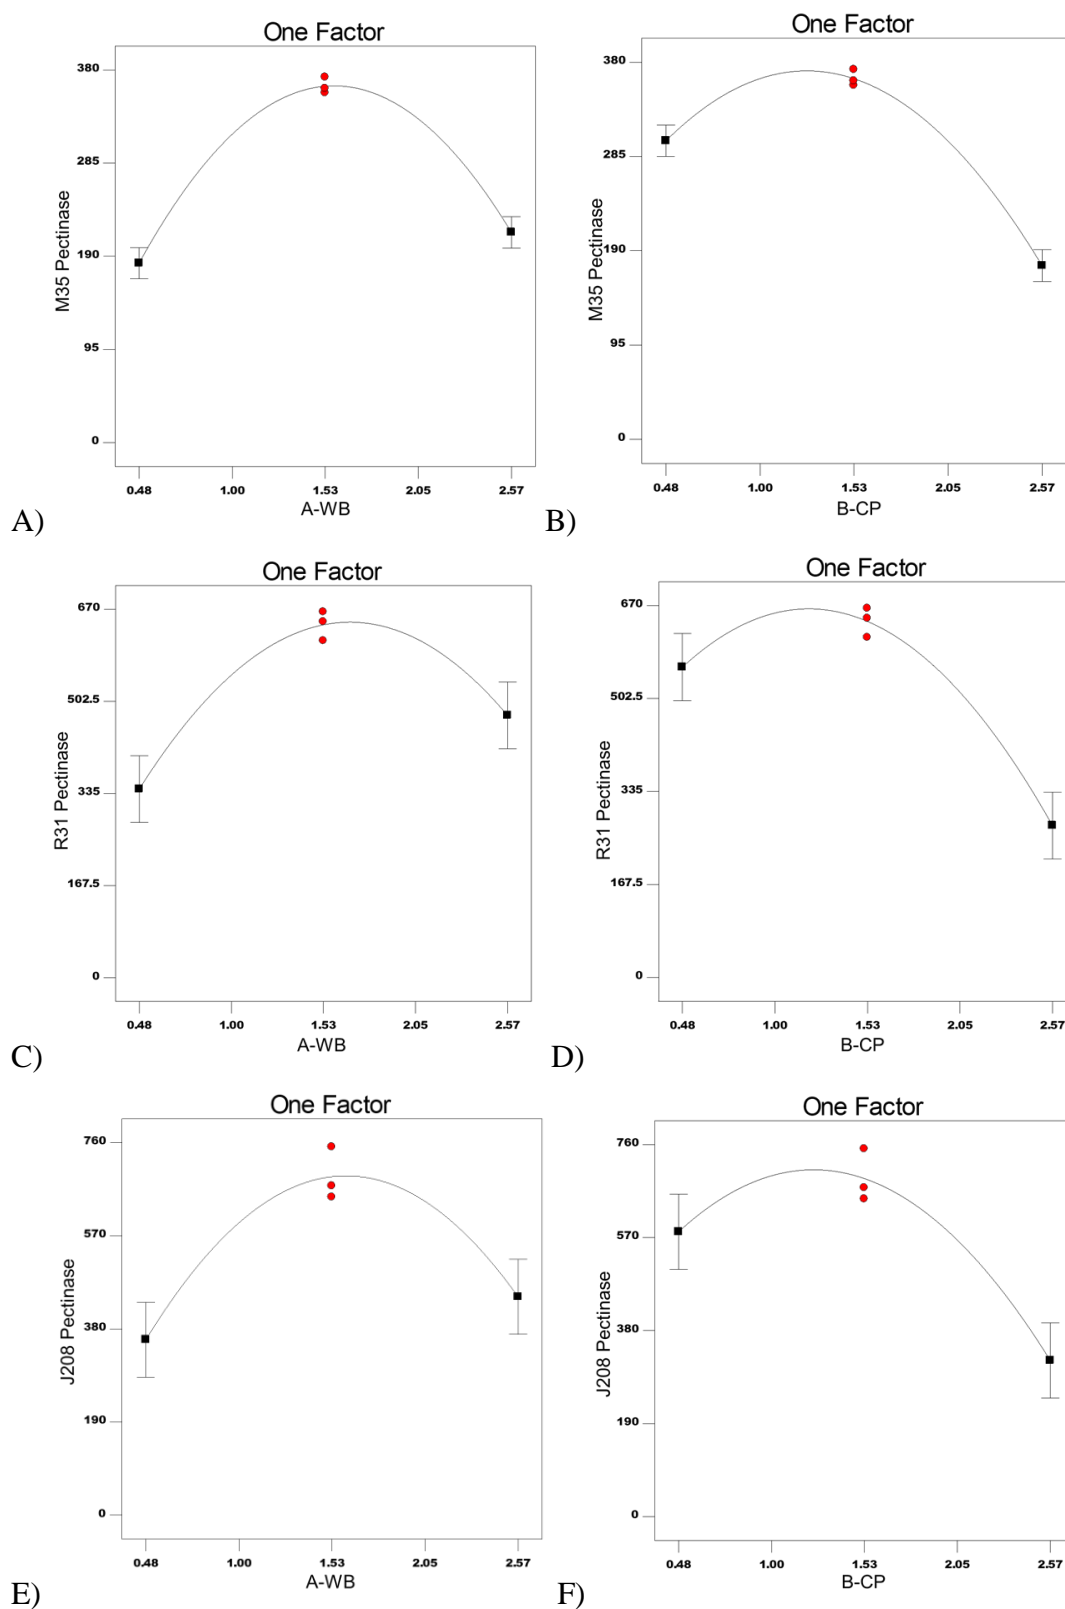 One Factor
M35 Pectinase
380
285
190
95
0
0.48 1.00 1.53 2.05 2.57
A-WB
A)
One Factor
M35 Pectinase
380
285
190
95
0
0.48 1.00 1.53 2.05 2.57
B-CP
B)
One Factor
R31 Pectinase
670
502.5
335
167.5
0
0.48 1.00 1.53 2.05 2.57
A-WB
C)
One Factor
R31 Pectinase
670
502.5
335
167.5
0
0.48 1.00 1.53 2.05 2.57
B-CP
D)
One Factor
J208 Pectinase
760
570
380
190
0
0.48 1.00 1.53 2.05 2.57
A-WB
E)
One Factor
J208 Pectinase
760
570
380
190
0
0.48 1.00 1.53 2.05 2.57
B-CP
F)